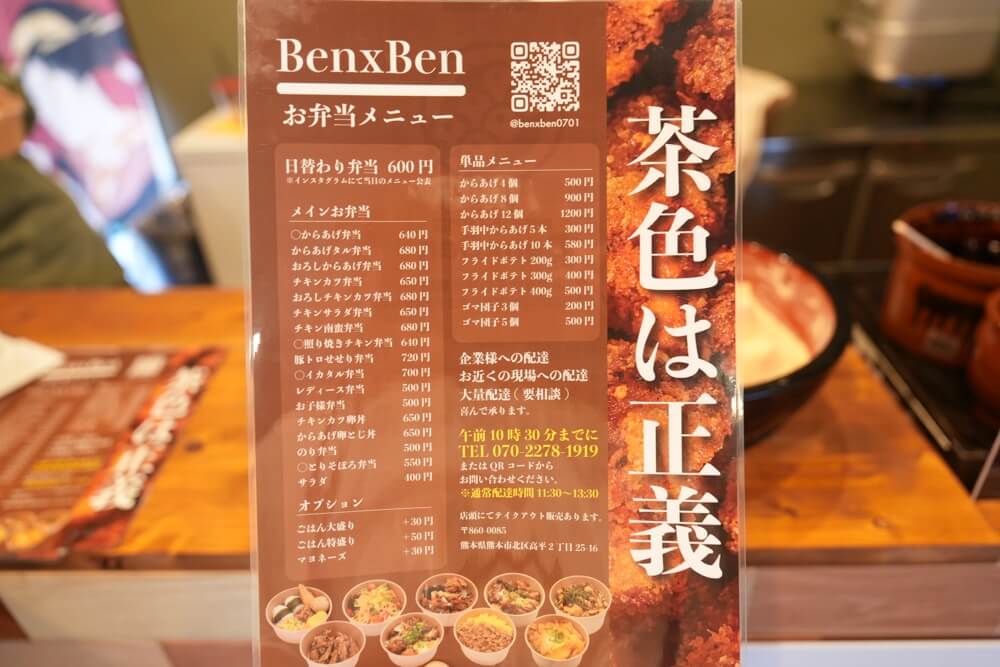 BenxBen
お弁当メニュー
@benxben0701
日替わり弁当 600円
※インスタグラムにて当日のメニュー公表
メインお弁当
〇からあげ弁当 640円
からあげタル弁当 680円
おろしからあげ弁当 680円
チキンカツ弁当 650円
おろしチキンカツ弁当 680円
チキンサラダ弁当 650円
チキン南蛮弁当 680円
〇照り焼きチキン弁当 640円
豚トロせせり弁当 720円
〇イカタル弁当 700円
レディース弁当 500円
お子様弁当 500円
チキンカツ卵丼 650円
からあげ卵とじ丼 650円
のり弁当 500円
〇とりそぼろ弁当 550円
サラダ 400円
オプション
ごはん大盛り +30円
ごはん特盛り +50円
マヨネーズ +30円
単品メニュー
からあげ4個 500円
からあげ8個 900円
からあげ12個 1200円
手羽中からあげ5本 300円
手羽中からあげ10本 580円
フライドポテト200g 300円
フライドポテト300g 400円
フライドポテト400g 500円
ゴマ団子3個 200円
ゴマ団子5個 500円
企業様への配達
お近くの現場への配達
大量配達(要相談)
喜んで承ります。
午前10時30分までに
TEL 070-2278-1919
またはQRコードから
お問い合わせください。
※通常配達時間 11:30～13:30
店頭にてテイクアウト販売あります。
〒860-0085
熊本県熊本市北区高平2丁目25-16
茶色は正義